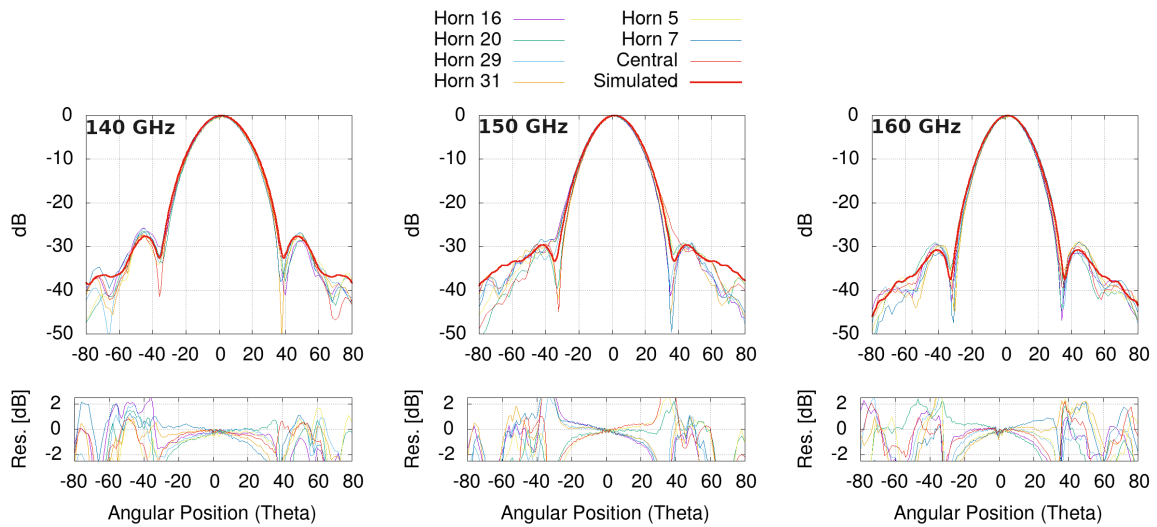 Horn 16 Horn 5
Horn 20 Horn 7
Horn 29 Central
Horn 31 Simulated
140 GHz 150 GHz 160 GHz
0 0 0
-10 -10 -10
dB dB dB
-20 -20 -20
-30 -30 -30
-40 -40 -40
-50 -50 -50
-80 -60 -40 -20 0 20 40 60 80 -80 -60 -40 -20 0 20 40 60 80 -80 -60 -40 -20 0 20 40 60 80
Res. [dB] Res. [dB] Res. [dB]
2 2 2
0 0 0
-2 -2 -2
-80 -60 -40 -20 0 20 40 60 80 -80 -60 -40 -20 0 20 40 60 80 -80 -60 -40 -20 0 20 40 60 80
Angular Position (Theta) Angular Position (Theta) Angular Position (Theta)